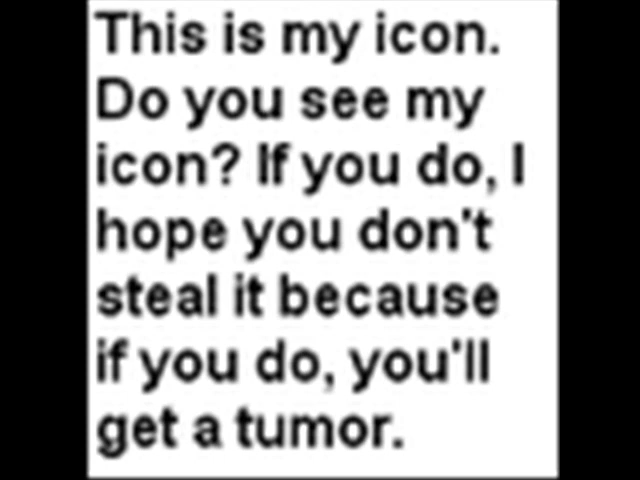 This is my icon.
Do you see my
icon? If you do, I
hope you don't
steal it because
if you do, you'll
get a tumor.